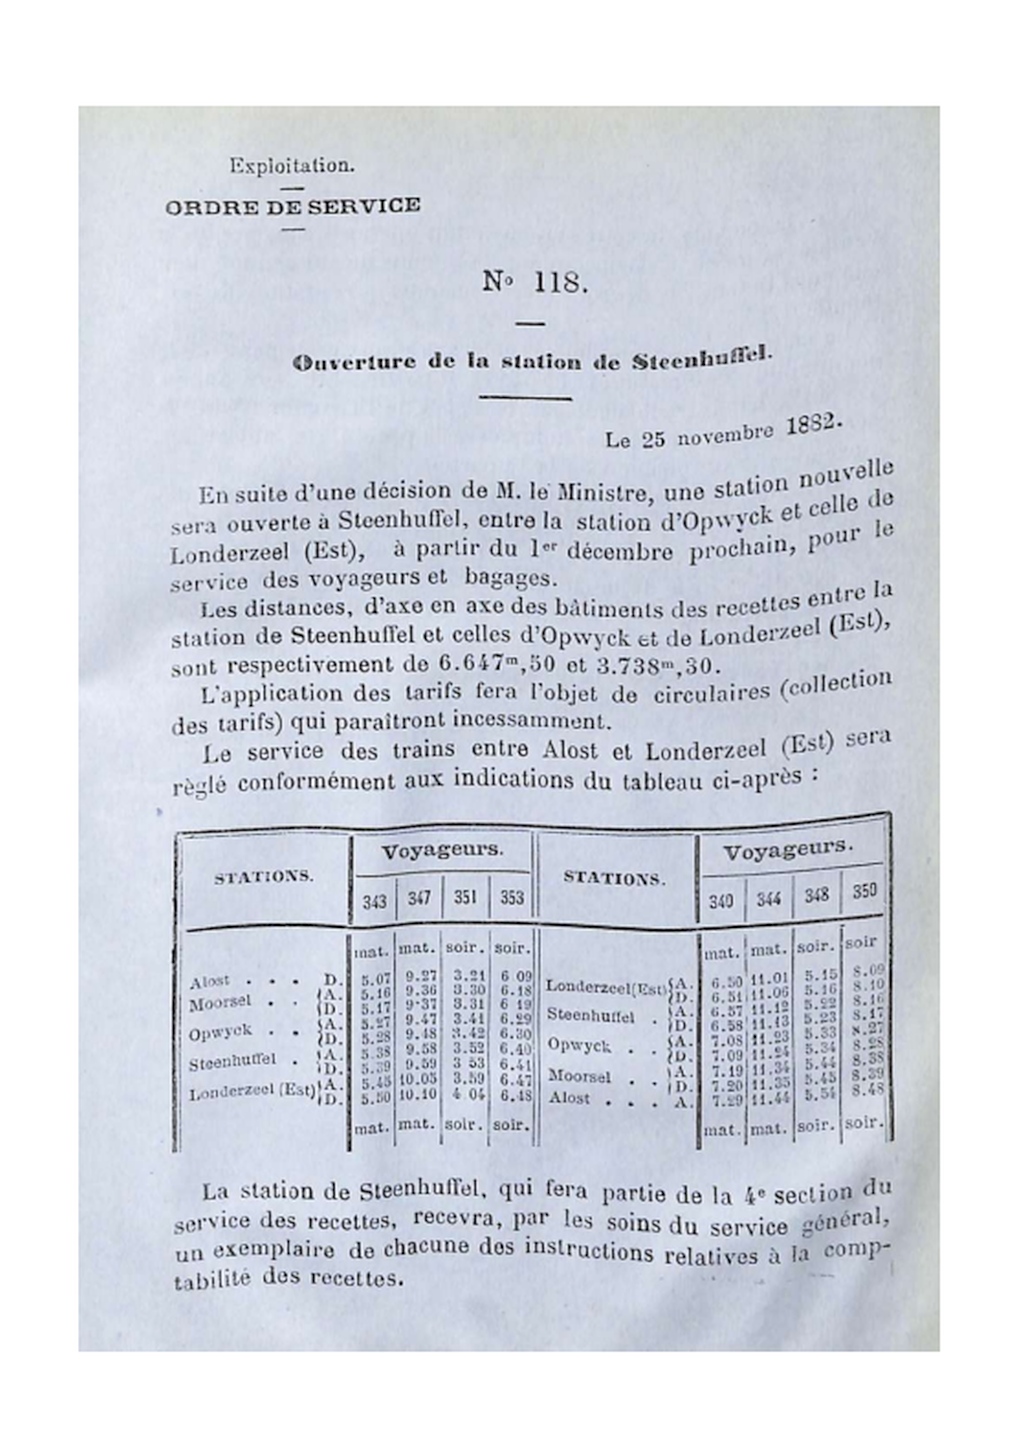 Exploitation.
ORDRE DE SERVICE
No 118.
Ouverture de la station de Steenhuffel.
Le 25 novembre 1882.
En suite d'une décision de M. le Ministre, une station nouvelle
sera ouverte à Steenhuffel, entre la station d'Opwyck et celle de
Londerzeel (Est), à partir du 1er décembre prochain, pour le
service des voyageurs et bagages.
Les distances, d'axe en axe des bâtiments des recettes entre la
station de Steenhuffel et celles d'Opwyck et de Londerzeel (Est),
sont respectivement de 6.647m,50 et 3.738m,30.
L'application des tarifs fera l'objet de circulaires (collection
des tarifs) qui paraîtront incessamment.
Le service des trains entre Alost et Londerzeel (Est) sera
règlé conformément aux indications du tableau ci-après :
STATIONS. Voyageurs. STATIONS. Voyageurs.
343 347 351 353 340 344 348 350
mat. mat. soir. soir. mat. mat. soir. soir
Alost . . . D. 5.07 9.27 3.21 6 09
Moorsel . . A. 5.16 9.36 3.30 6.18
D. 5.17 9.37 3.31 6 19
Opwyck . . A. 5.27 9.47 3.41 6.29
D. 5.28 9.48 3.42 6.30
Steenhuffel . A. 5.38 9.58 3.52 6.40
D. 5.39 9.59 3 53 6.41
Londerzeel (Est) A. 5.45 10.05 3.59 6.47
D. 5.50 10.10 4 04 6.48
mat. mat. soir. soir.
Londerzeel (Est) A. 6.50 11.01 5.15 8.09
D. 6.51 11.06 5.16 8.10
Steenhuffel . A. 6.57 11.12 5.22 8.16
D. 6.58 11.13 5.23 8.17
Opwyck . . A. 7.08 11.23 5.33 8.27
D. 7.09 11.24 5.34 8.28
Moorsel . . A. 7.19 11.34 5.44 8.38
D. 7.20 11.35 5.45 8.39
Alost . . . A. 7.29 11.44 5.54 8.48
mat. mat. soir. soir.
La station de Steenhuffel, qui fera partie de la 4e section du
service des recettes, recevra, par les soins du service général,
un exemplaire de chacune des instructions relatives à la comp-
tabilité des recettes.